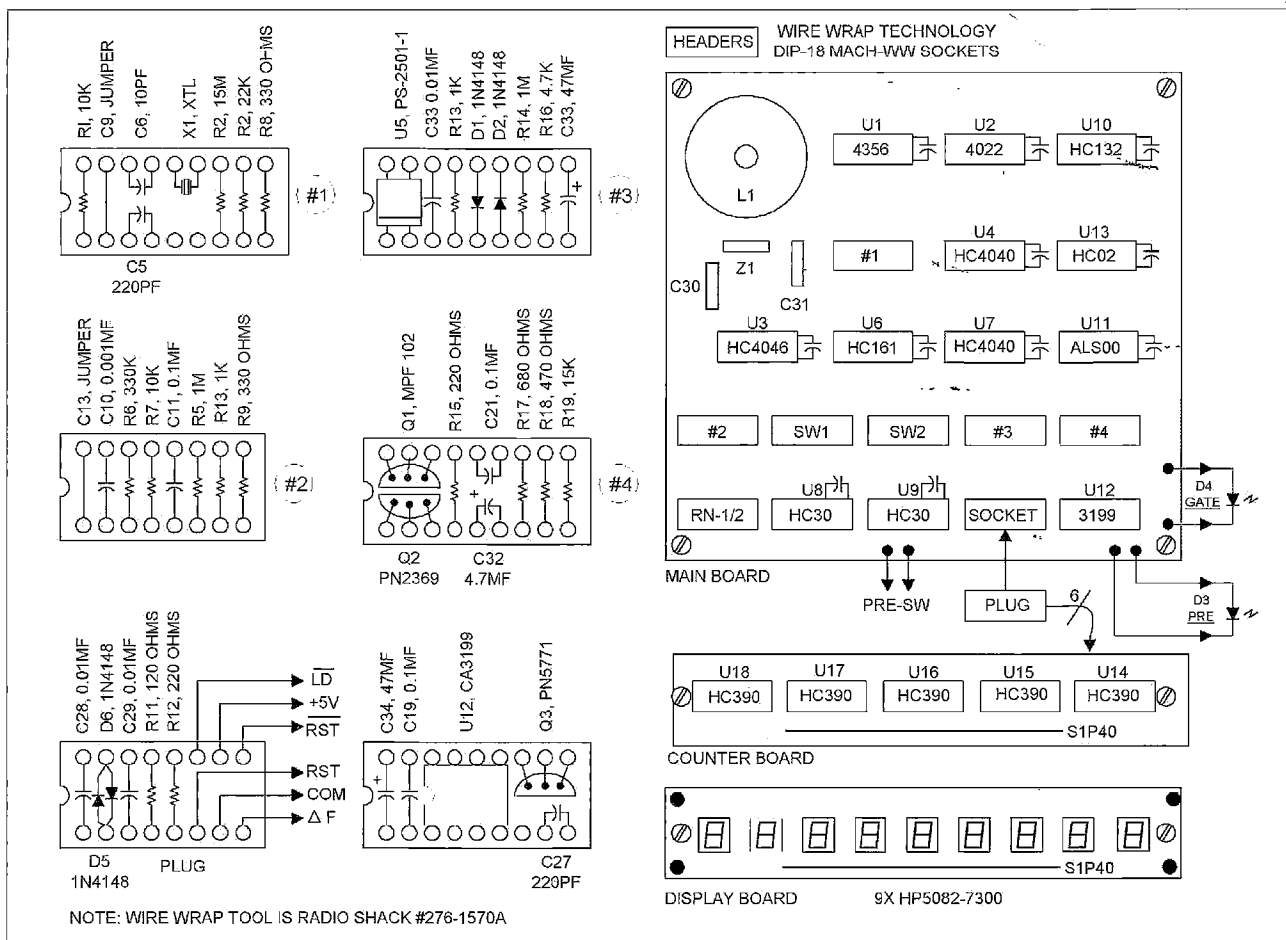 RI, 10K
C9, JUMPER
C6, 10PF
X1, XTL
R2, 15M
R2, 22K
R8, 330 OHMS
#1
C5
220PF
U5, PS-2501-1
C33 0.01MF
R13, 1K
D1, 1N4148
D2, 1N4148
R14, 1M
R16, 4.7K
C33, 47MF
+
#3
C13, JUMPER
C10, 0.001MF
R6, 330K
R7, 10K
C11, 0.1MF
R5, 1M
R13, 1K
R9, 330 OHMS
#2
Q1, MPF 102
R15, 220 OHMS
C21, 0.1MF
R17, 680 OHMS
R18, 470 OHMS
R19, 15K
+
#4
Q2
PN2369
C32
4.7MF
C28, 0.01MF
D6, 1N4148
C29, 0.01MF
R11, 120 OHMS
R12, 220 OHMS
LD
+5V
RST
RST
COM
Δ F
D5
1N4148
PLUG
C34, 47MF
C19, 0.1MF
U12, CA3199
Q3, PN5771
+
C27
220PF
NOTE: WIRE WRAP TOOL IS RADIO SHACK #276-1570A
HEADERS
WIRE WRAP TECHNOLOGY
DIP-18 MACH-WW SOCKETS
L1
U1
4356
U2
4022
U10
HC132
Z1
C30
C31
#1
U4
HC4040
U13
HC02
U3
HC4046
U6
HC161
U7
HC4040
U11
ALS00
#2
SW1
SW2
#3
#4
RN-1/2
U8
HC30
U9
HC30
SOCKET
U12
3199
D4
GATE
MAIN BOARD
PRE-SW
PLUG
6
D3
PRE
U18
HC390
U17
HC390
U16
HC390
U15
HC390
U14
HC390
S1P40
COUNTER BOARD
8 8 8 8 8 8 8 8
S1P40
DISPLAY BOARD
9X HP5082-7300